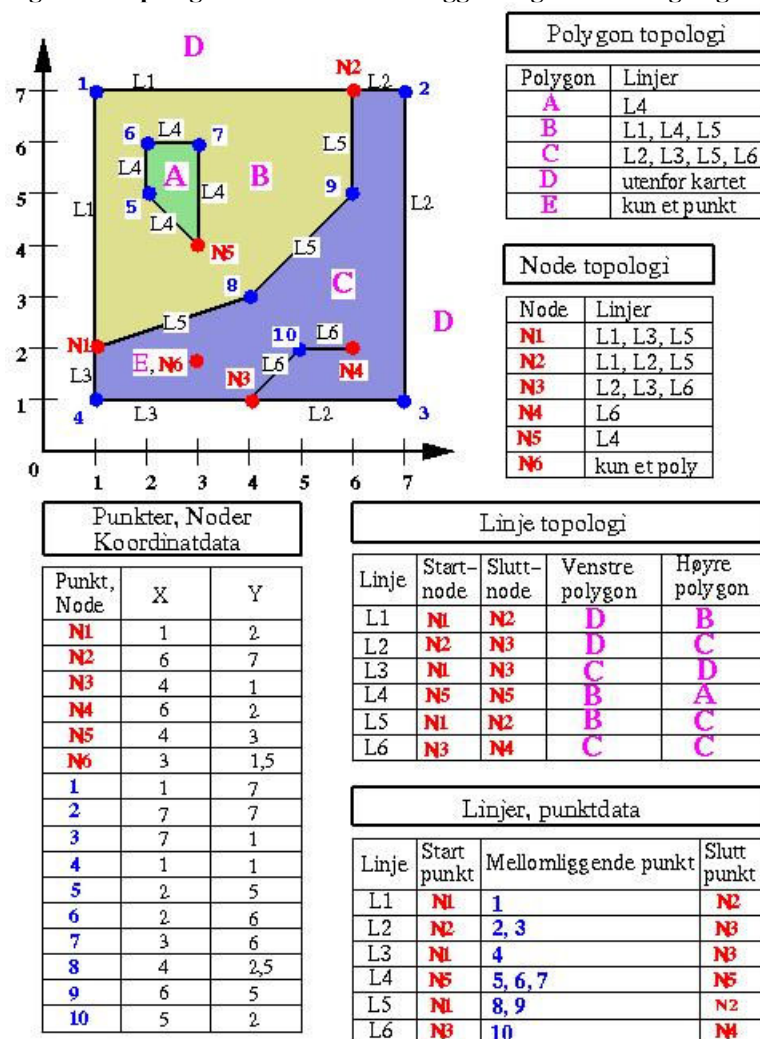 D
N2
1 L1 L2 2
7
6 L4 7
6
L5
L4 A B
L4
5 9
5
L1 L2
L4
4 N5
L5
8 C
3
D
L5
10 L6
N1
2
E, N6 L6 N4
L3 N3
1
4 L3 L2 3
0
1 2 3 4 5 6 7
Polygon topologi
Polygon Linjer
A L4
B L1, L4, L5
C L2, L3, L5, L6
D utenfor kartet
E kun et punkt
Node topologi
Node Linjer
N1 L1, L3, L5
N2 L1, L2, L5
N3 L2, L3, L6
N4 L6
N5 L4
N6 kun et poly
Punkter, Noder
Koordinatdata
Punkt, Node X Y
N1 1 2
N2 6 7
N3 4 1
N4 6 2
N5 4 3
N6 3 1,5
1 1 7
2 7 7
3 7 1
4 1 1
5 2 5
6 2 6
7 3 6
8 4 2,5
9 6 5
10 5 2
Linje topologi
Linje Start-node Slutt-node Venstre polygon Høyre polygon
L1 N1 N2 D B
L2 N2 N3 D C
L3 N1 N3 C D
L4 N5 N5 B A
L5 N1 N2 B C
L6 N3 N4 C C
Linjer, punktdata
Linje Start punkt Mellomliggende punkt Slutt punkt
L1 N1 1 N2
L2 N2 2, 3 N3
L3 N1 4 N3
L4 N5 5, 6, 7 N5
L5 N1 8, 9 N2
L6 N3 10 N4